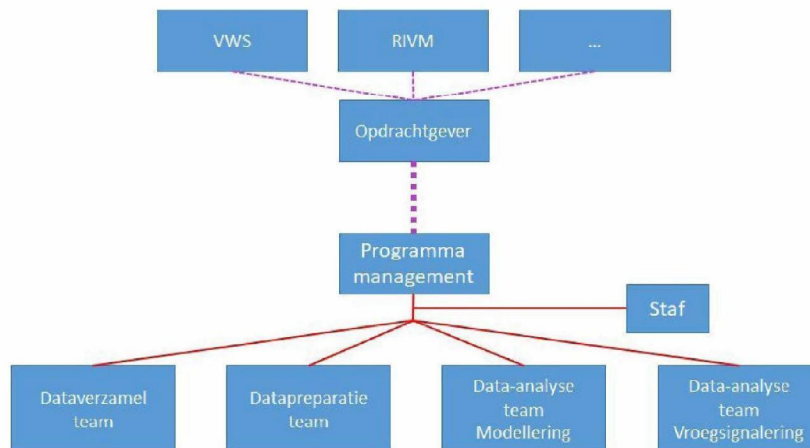 VWS
RIVM
...
Opdrachtgever
Programma
management
Staf
Dataverzamel
team
Datapreparatie
team
Data-analyse
team
Modellering
Data-analyse
team
Vroegsignalering